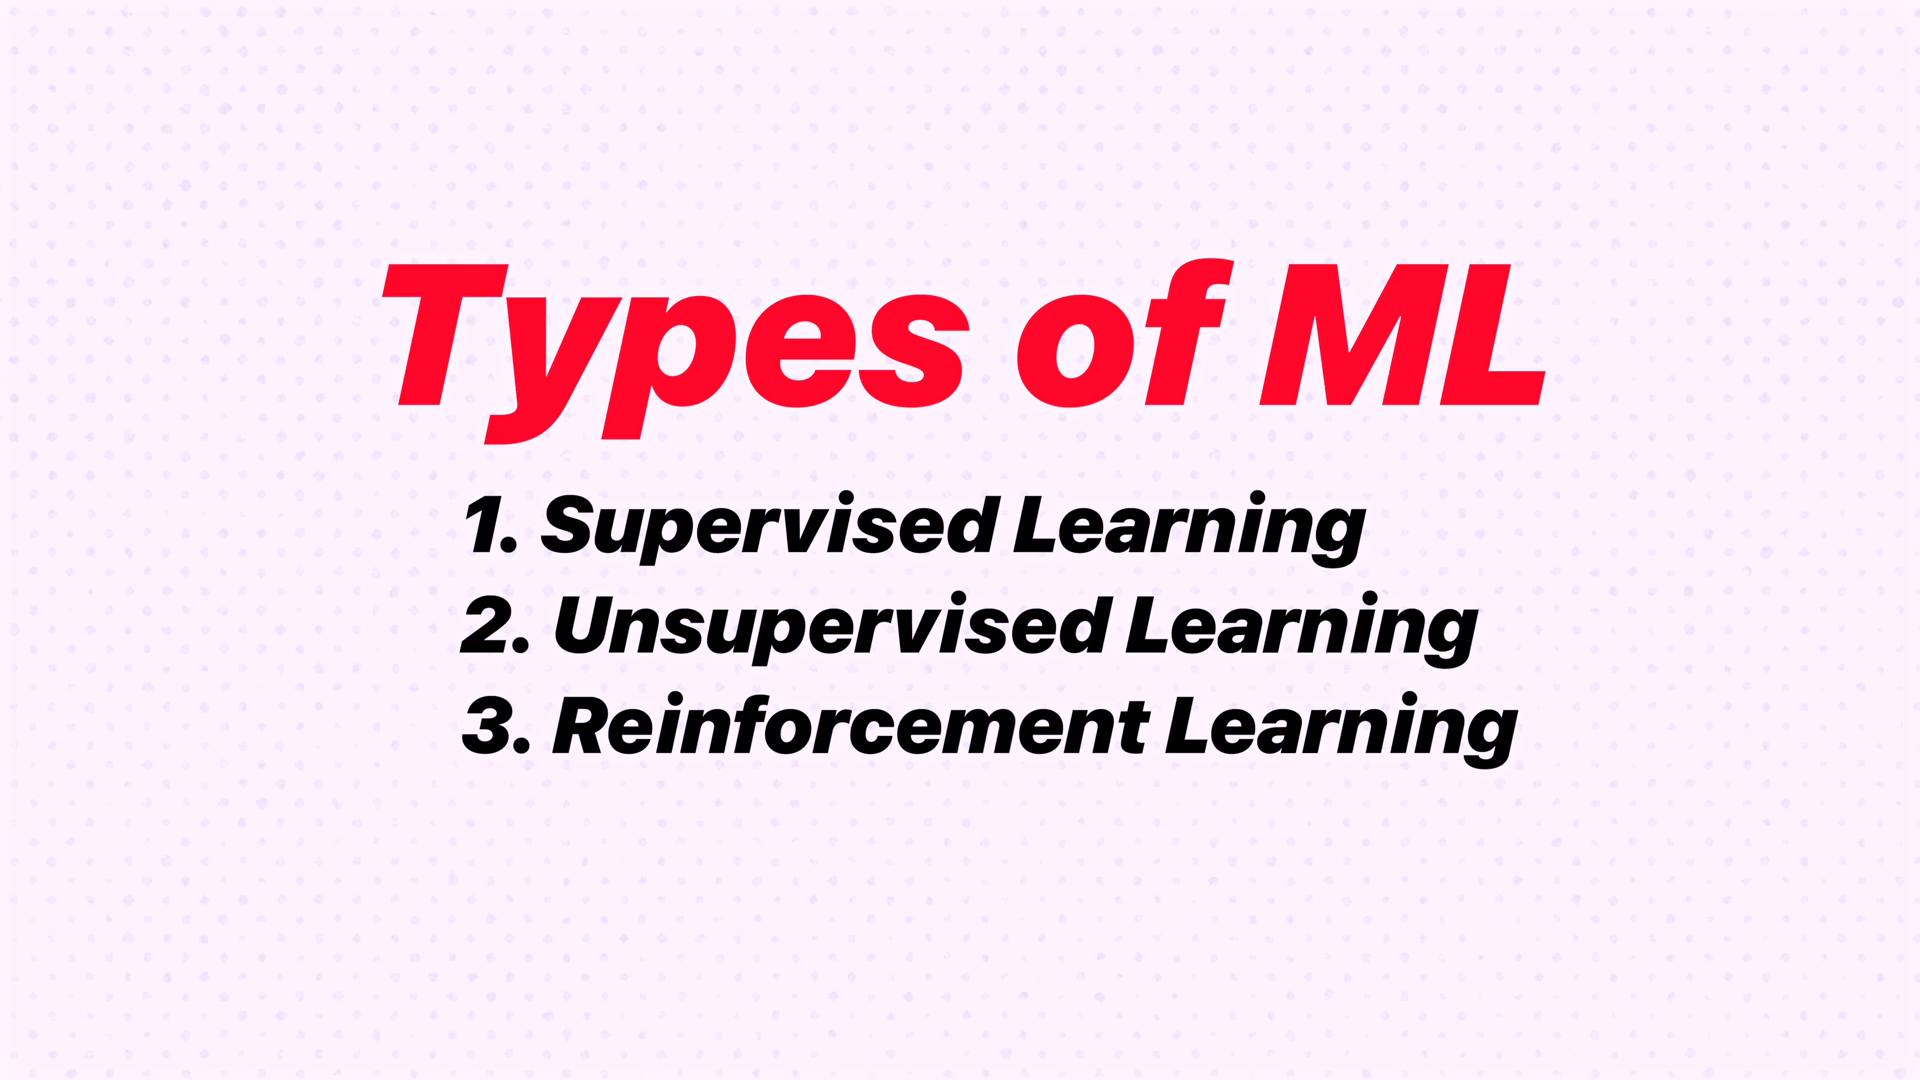 Types of ML
1. Supervised Learning
2. Unsupervised Learning
3. Reinforcement Learning